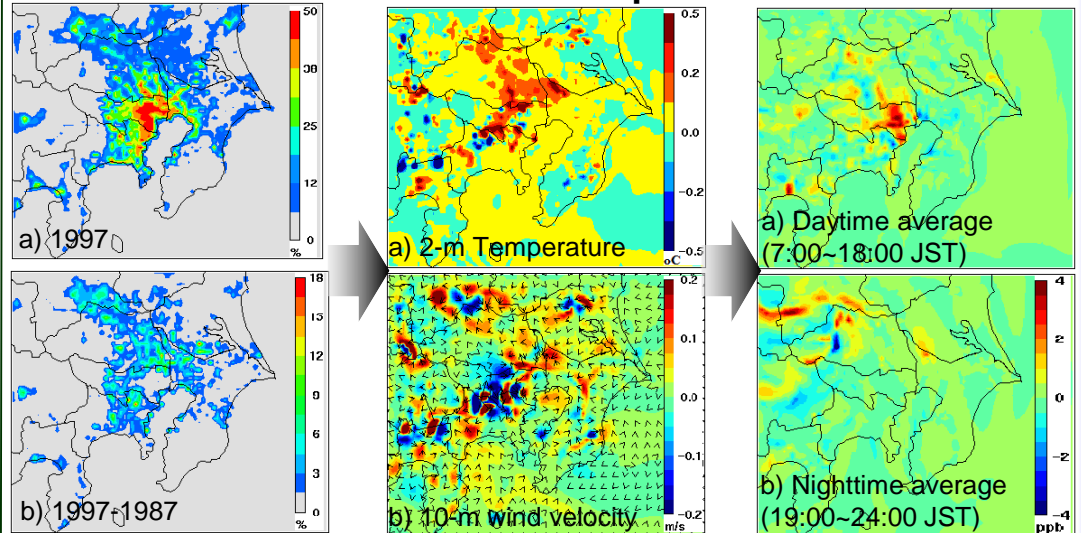 50
38
25
12
0
%
a) 1997
18
15
12
9
6
3
0
%
b) 1997-1987
0.5
0.2
0.0
-0.2
-0.5
oC
a) 2-m Temperature
0.2
0.1
0.0
-0.1
-0.2
m/s
b) 10-m wind velocity
a) Daytime average
(7:00~18:00 JST)
4
2
0
-2
-4
ppb
b) Nighttime average
(19:00~24:00 JST)